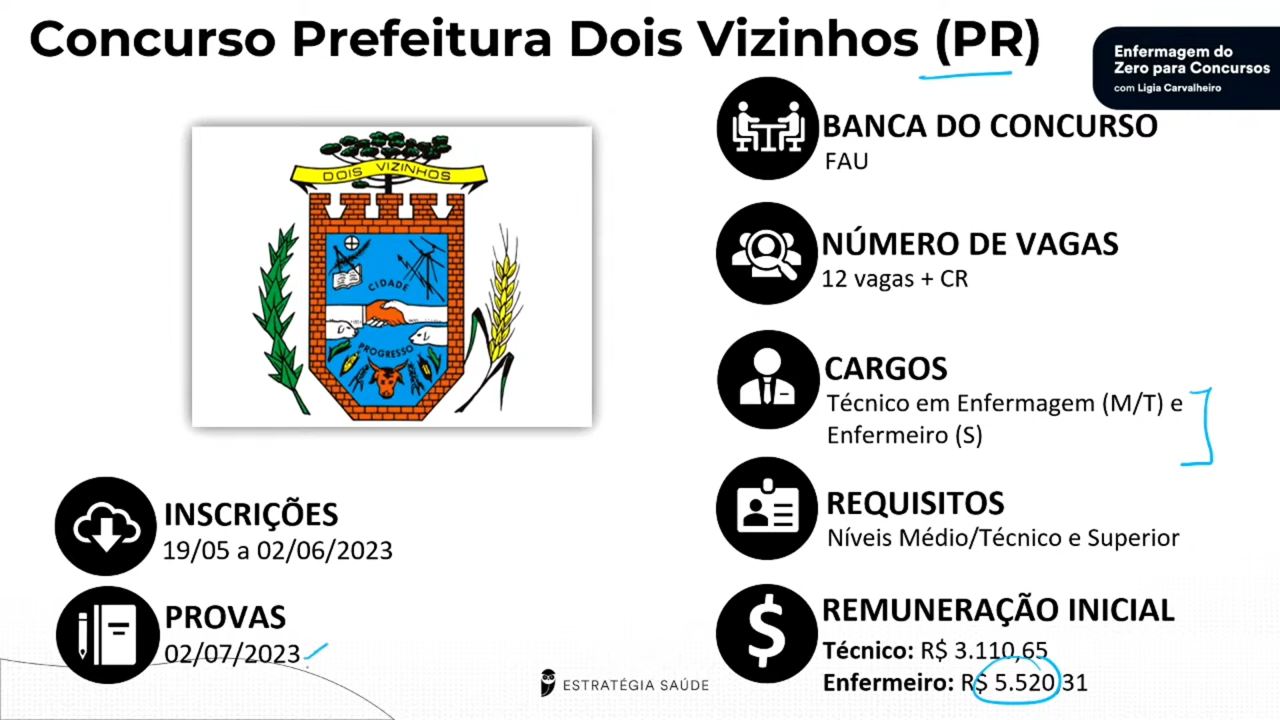 Concurso Prefeitura Dois Vizinhos (PR)
Enfermagem do
Zero para Concursos
com Ligia Carvalheiro
DOIS VIZINHOS
CIDADE
PROGRESSO
INSCRIÇÕES
19/05 a 02/06/2023
PROVAS
02/07/2023
BANCA DO CONCURSO
FAU
NÚMERO DE VAGAS
12 vagas + CR
CARGOS
Técnico em Enfermagem (M/T) e
Enfermeiro (S)
REQUISITOS
Níveis Médio/Técnico e Superior
REMUNERAÇÃO INICIAL
Técnico: R$ 3.110,65
Enfermeiro: R$ 5.520,31
ESTRATÉGIA SAÚDE